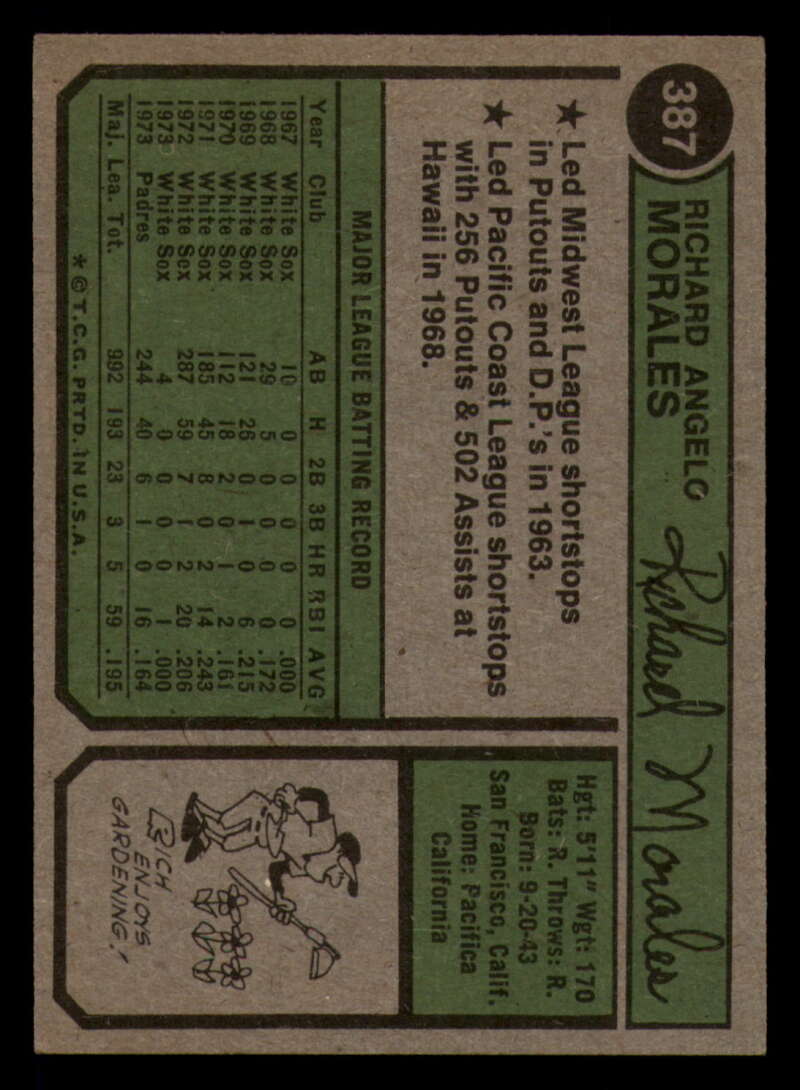 387
RICHARD ANGELO
MORALES
Richard Morales
★ Led Midwest League shortstops
in Putouts and D.P.'s in 1963.
★ Led Pacific Coast League shortstops
with 256 Putouts & 502 Assists at
Hawaii in 1968.
MAJOR LEAGUE BATTING RECORD
Year Club AB H 2B 3B HR RBI AVG
1967 White Sox 10 0 0 0 0 0 .000
1968 White Sox 29 5 0 0 0 0 .172
1969 White Sox 121 26 0 1 0 6 .215
1970 White Sox 112 18 2 0 1 2 .161
1971 White Sox 185 45 8 0 2 14 .243
1972 White Sox 287 59 7 1 2 20 .206
1973 White Sox 4 0 0 0 0 1 .000
1973 Padres 244 40 6 1 0 16 .164
Maj. Lea. Tot. 992 193 23 3 5 59 .195
* © T.C.G. PRTD. IN U.S.A.
Hgt: 5'11" Wgt: 170
Bats: R. Throws: R.
Born: 9-20-43
San Francisco, Calif.
Home: Pacifica
California
RICH
ENJOYS
GARDENING!